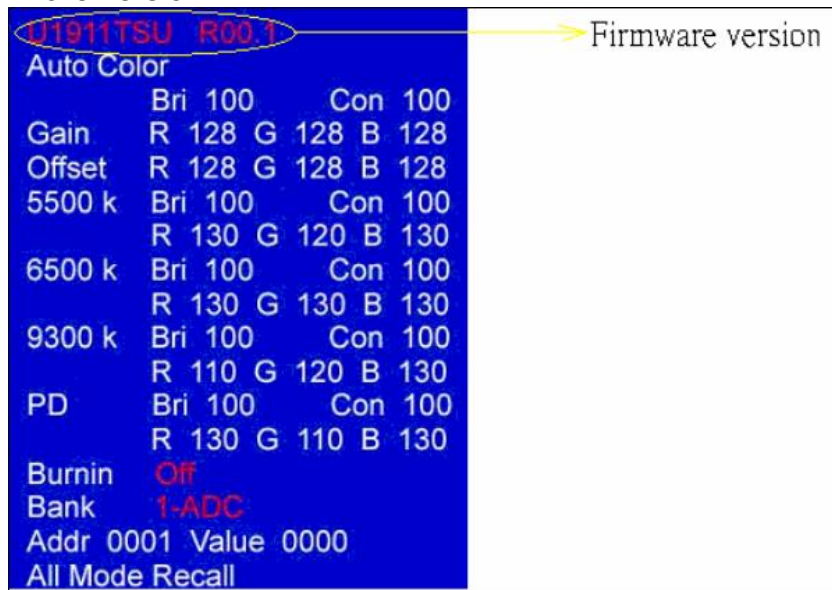 U1911TSU R00.1
Firmware version
Auto Color
Bri 100 Con 100
Gain R 128 G 128 B 128
Offset R 128 G 128 B 128
5500 k Bri 100 Con 100
R 130 G 120 B 130
6500 k Bri 100 Con 100
R 130 G 130 B 130
9300 k Bri 100 Con 100
R 110 G 120 B 130
PD Bri 100 Con 100
R 130 G 110 B 130
Burnin Off
Bank 1-ADC
Addr 0001 Value 0000
All Mode Recall